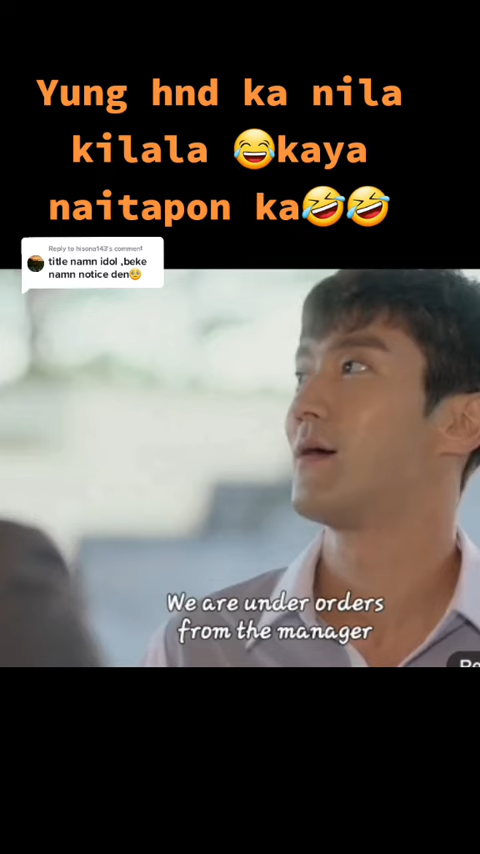 Yung hnd ka nila
kilala 😂kaya
naitapon ka🤣🤣
Reply to hisona143's comment
title namn idol ,beke
namn notice den🥺
We are under orders
from the manager